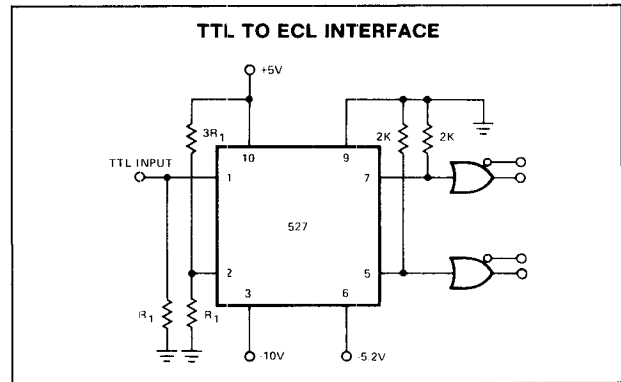 TTL TO ECL INTERFACE
+5V
3R1
2K
2K
10
9
TTL INPUT
1
7
527
2
5
R1
R1
3
6
-10V
-5.2V